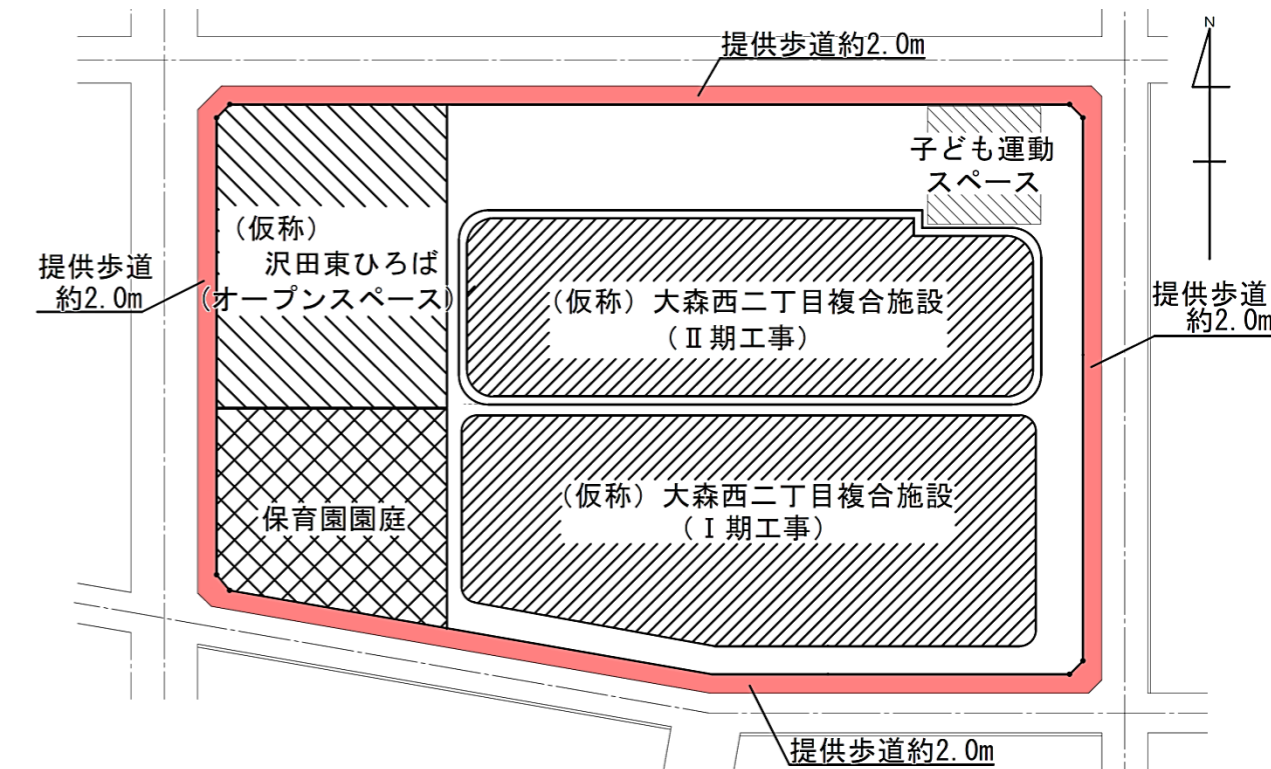 N
提供歩道約2.0m
子ども運動
スペース
(仮称)
沢田東ひろば
(オープンスペース)
提供歩道
約2.0m
(仮称)大森西二丁目複合施設
(Ⅱ期工事)
提供歩道
約2.0m
保育園園庭
(仮称)大森西二丁目複合施設
(Ⅰ期工事)
提供歩道約2.0m